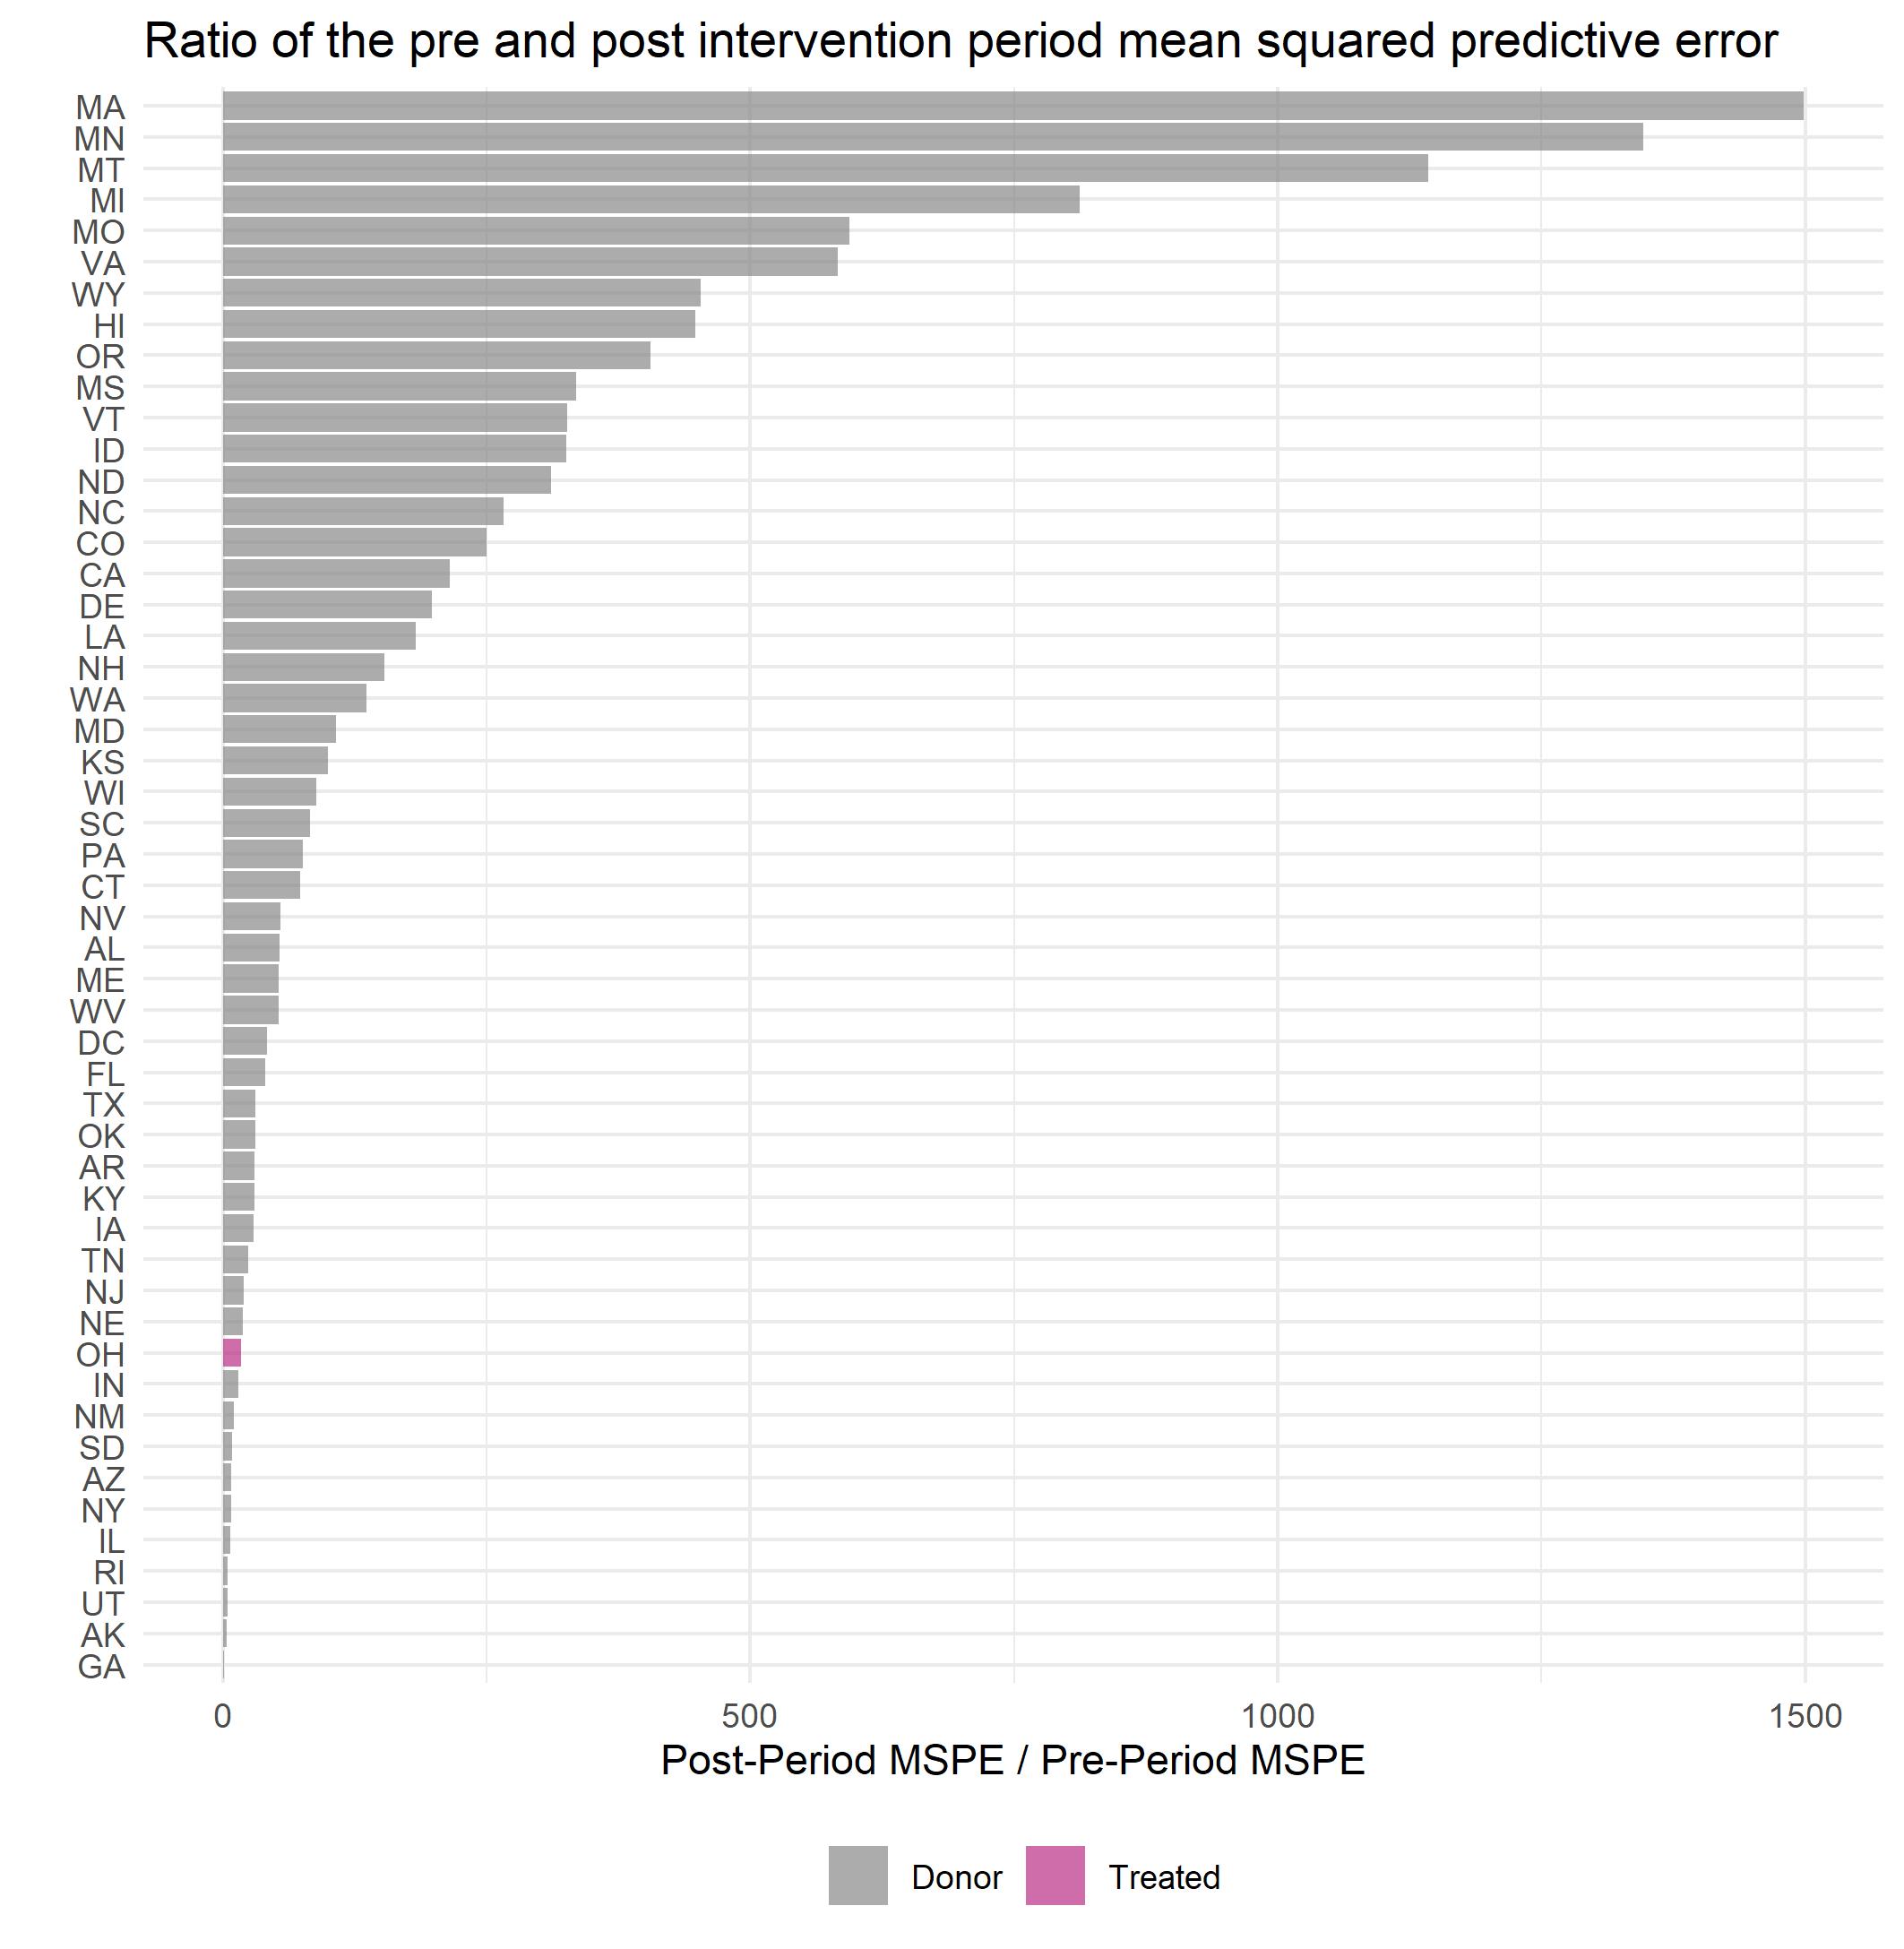 Ratio of the pre and post intervention period mean squared predictive error
MA
MN
MT
MI
MO
VA
WY
HI
OR
MS
VT
ID
ND
NC
CO
CA
DE
LA
NH
WA
MD
KS
WI
SC
PA
CT
NV
AL
ME
WV
DC
FL
TX
OK
AR
KY
IA
TN
NJ
NE
OH
IN
NM
SD
AZ
NY
IL
RI
UT
AK
GA
0 500 1000 1500
Post-Period MSPE / Pre-Period MSPE
Donor Treated